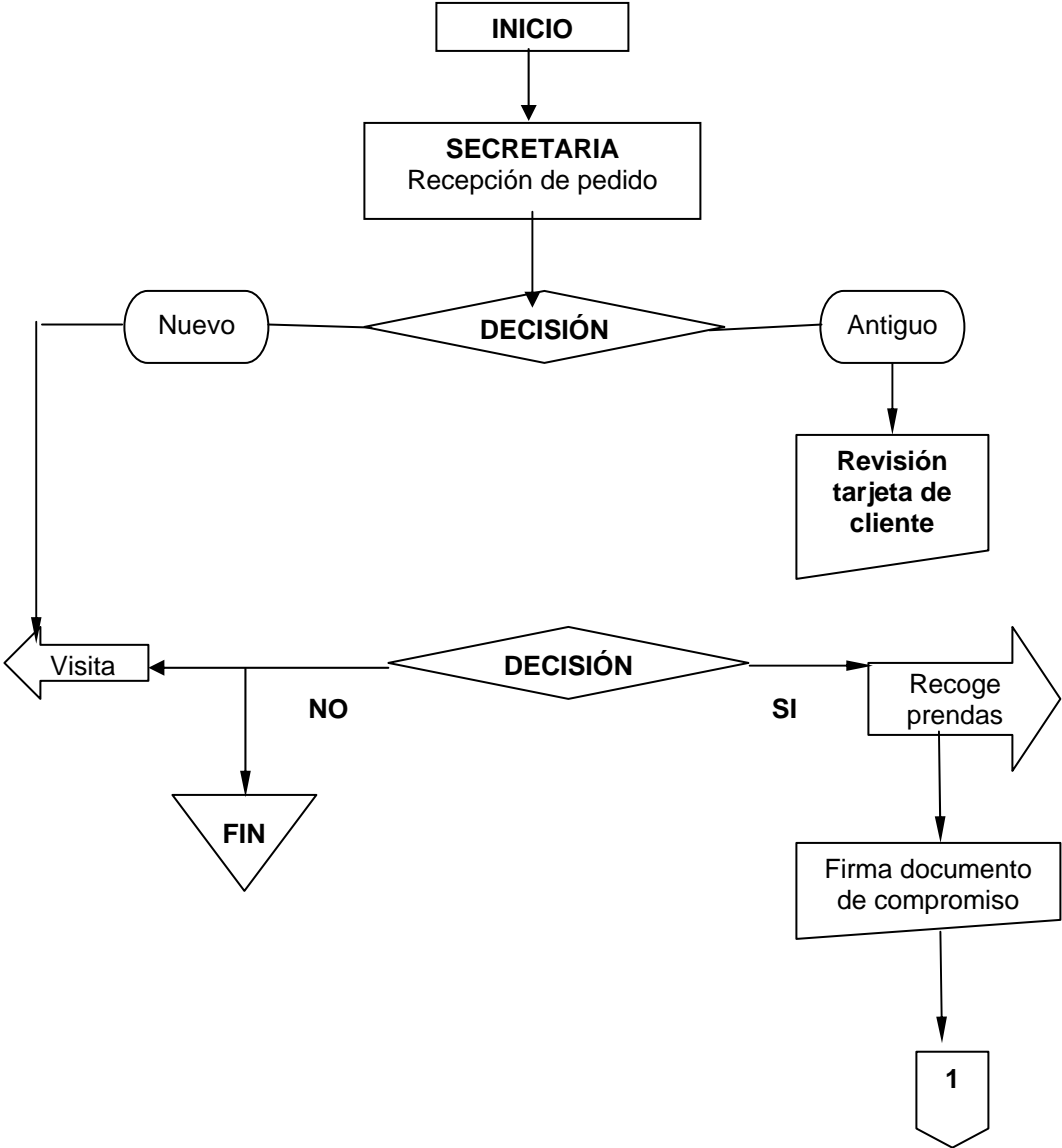 INICIO
SECRETARIA
Recepción de pedido
Nuevo
DECISIÓN
Antiguo
Revisión
tarjeta de
cliente
Visita
DECISIÓN
Recoge
prendas
NO
SI
FIN
Firma documento
de compromiso
1